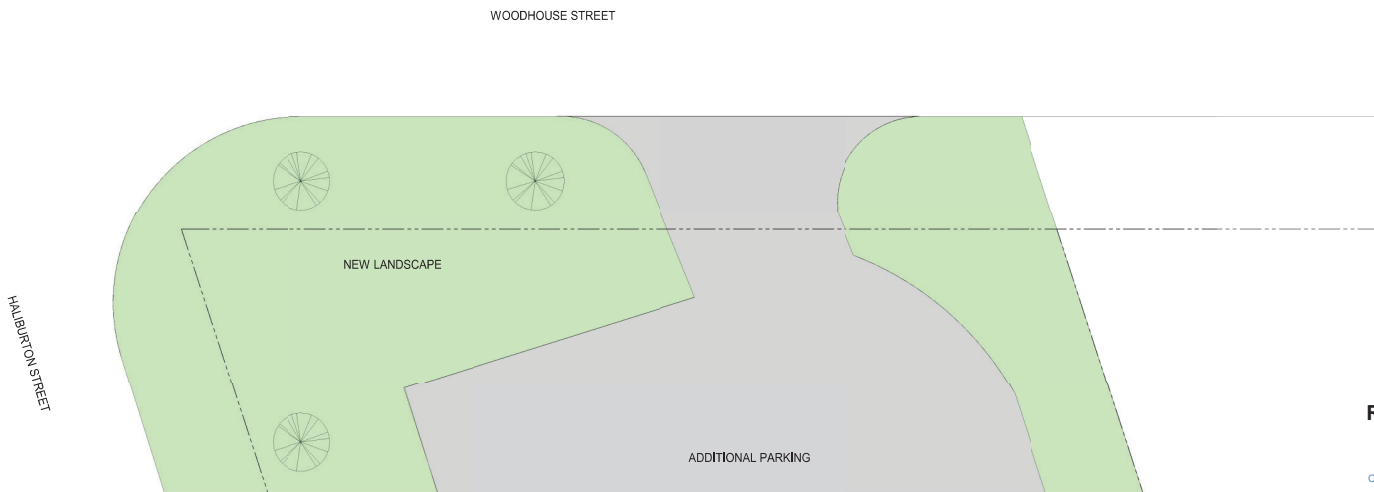 WOODHOUSE STREET
NEW LANDSCAPE
HALIBURTON STREET
ADDITIONAL PARKING